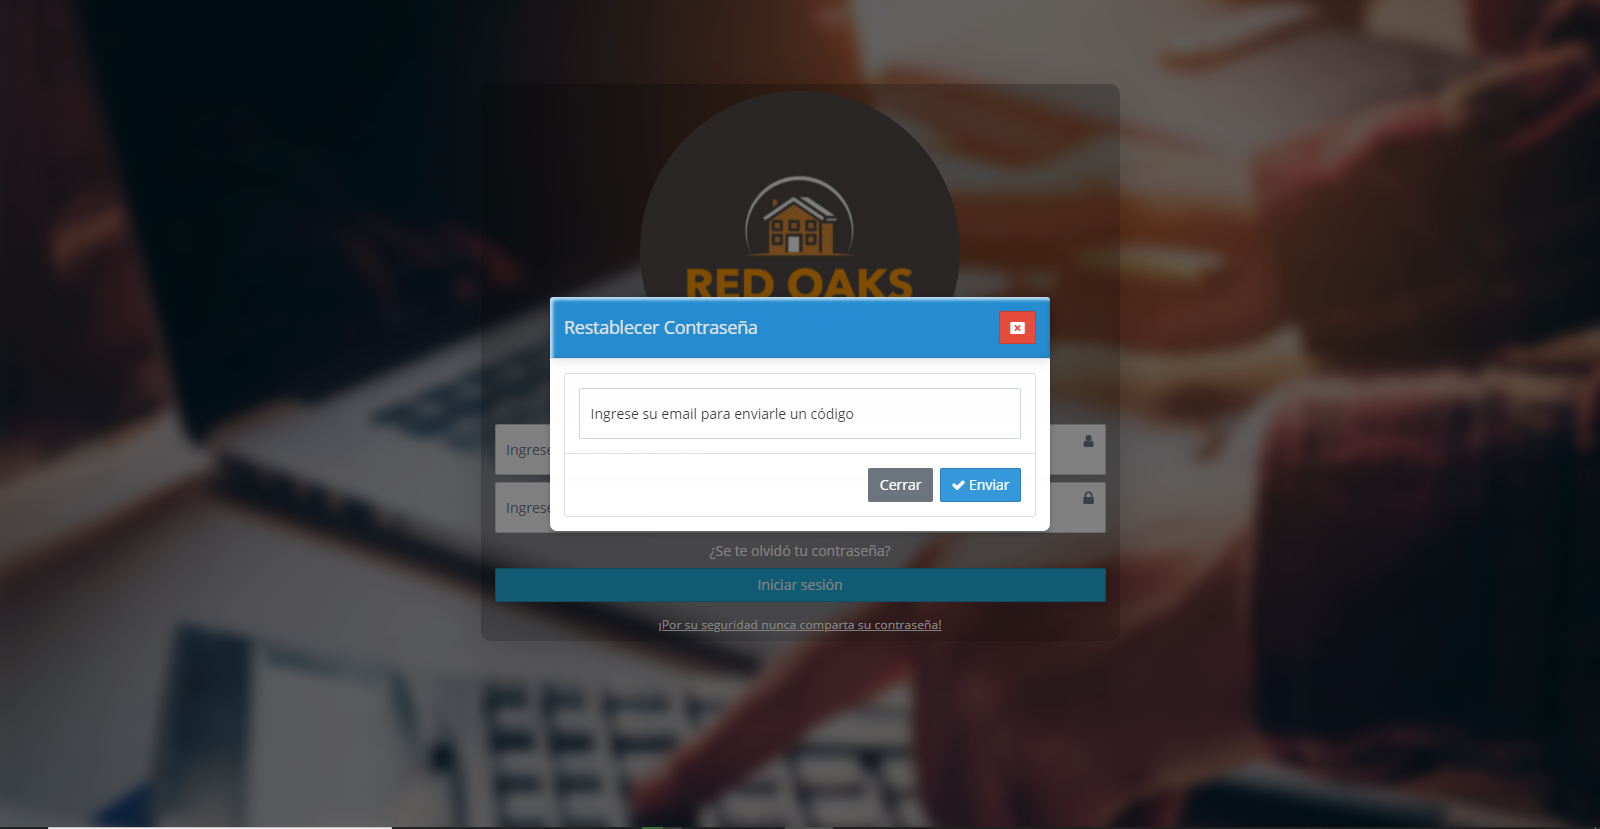 RED OAKS
Restablecer Contraseña
Ingrese su email para enviarle un código
Cerrar
Enviar
Ingrese
Ingrese
¿Se te olvidó tu contraseña?
Iniciar sesión
¡Por su seguridad nunca comparta su contraseña!